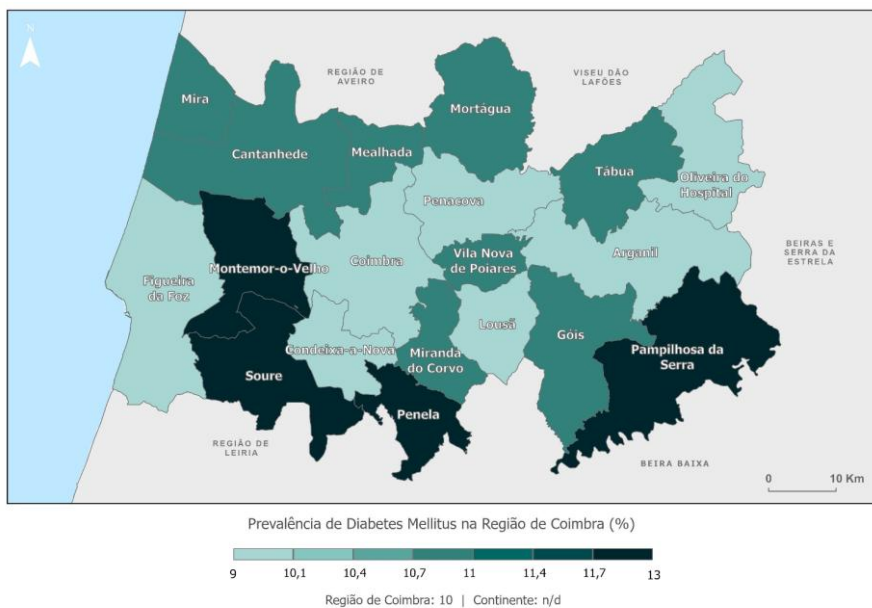 N
REGIÃO DE
AVEIRO
VISEU DÃO
LAFÕES
Mira
Mortágua
Cantanhede
Mealhada
Tábua
Oliveira do
Hospital
Penacova
Vila Nova
de Poiares
Coimbra
Arganil
BEIRAS E
SERRA DA
ESTRELA
Montemor-o-Velho
Figueira
da Foz
Lousã
Góis
Condeixa-a-Nova
Miranda
do Corvo
Pampilhosa da
Serra
Soure
Penela
REGIÃO DE
LEIRIA
BEIRA BAIXA
0 10 Km
Prevalência de Diabetes Mellitus na Região de Coimbra (%)
9 10,1 10,4 10,7 11 11,4 11,7 13
Região de Coimbra: 10 | Continente: n/d